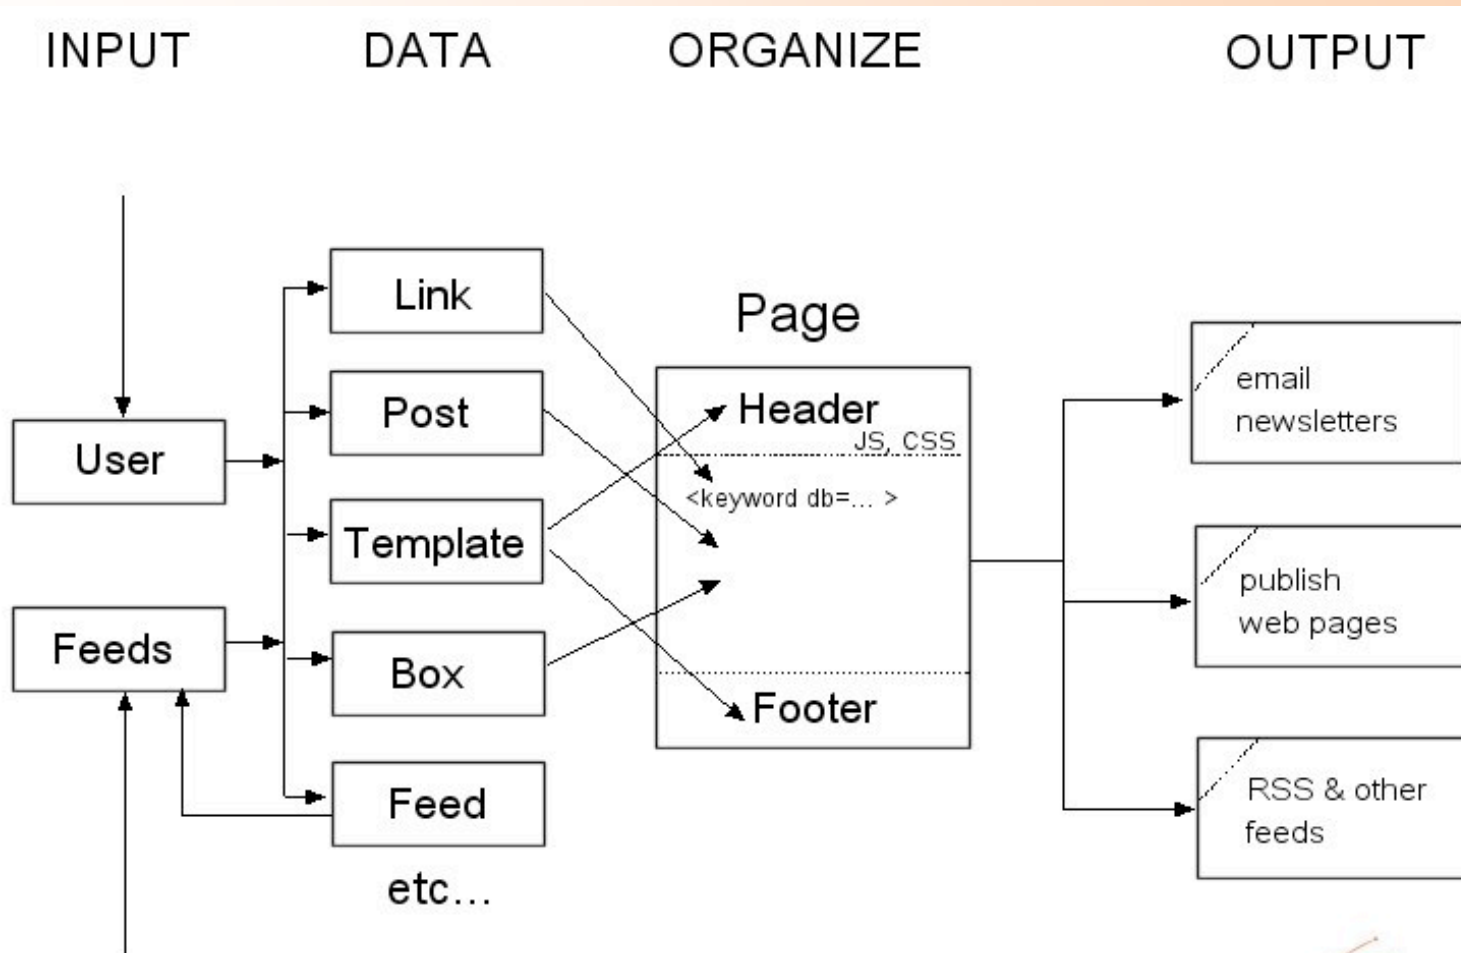 INPUT
DATA
ORGANIZE
OUTPUT
User
Feeds
Link
Post
Template
Box
Feed
etc...
Page
Header
JS, CSS
<keyword db=... >
Footer
email
newsletters
publish
web pages
RSS & other
feeds